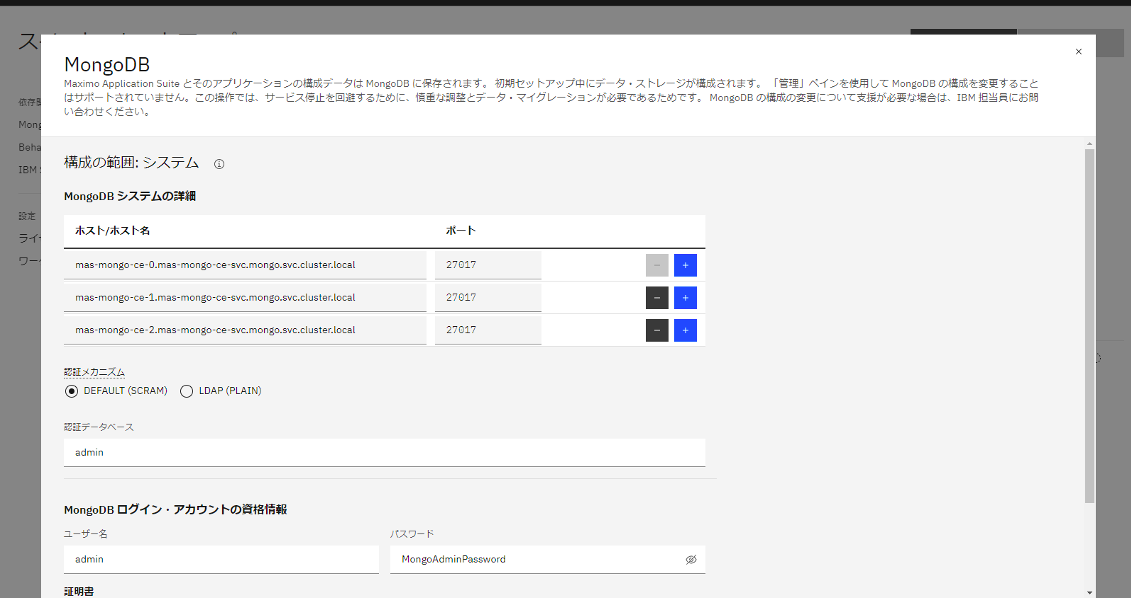 MongoDB
Maximo Application Suite とそのアプリケーションの構成データは MongoDB に保存されます。 初期セットアップ中にデータ・ストレージが構成されます。 「管理」ペインを使用して MongoDB の構成を変更すること
はサポートされていません。この操作では、サービス停止を回避するために、慎重な調整とデータ・マイグレーションが必要であるためです。 MongoDB の構成の変更について支援が必要な場合は、IBM 担当員にお問
い合わせください。
構成の範囲: システム
MongoDB システムの詳細
ホスト/ホスト名 ポート
mas-mongo-ce-0.mas-mongo-ce-svc.mongo.svc.cluster.local 27017
mas-mongo-ce-1.mas-mongo-ce-svc.mongo.svc.cluster.local 27017
mas-mongo-ce-2.mas-mongo-ce-svc.mongo.svc.cluster.local 27017
認証メカニズム
DEFAULT (SCRAM) LDAP (PLAIN)
認証データベース
admin
MongoDB ログイン・アカウントの資格情報
ユーザー名 パスワード
admin MongoAdminPassword
証明書
Mong
Beha
IBM
設定
ライ
ワー